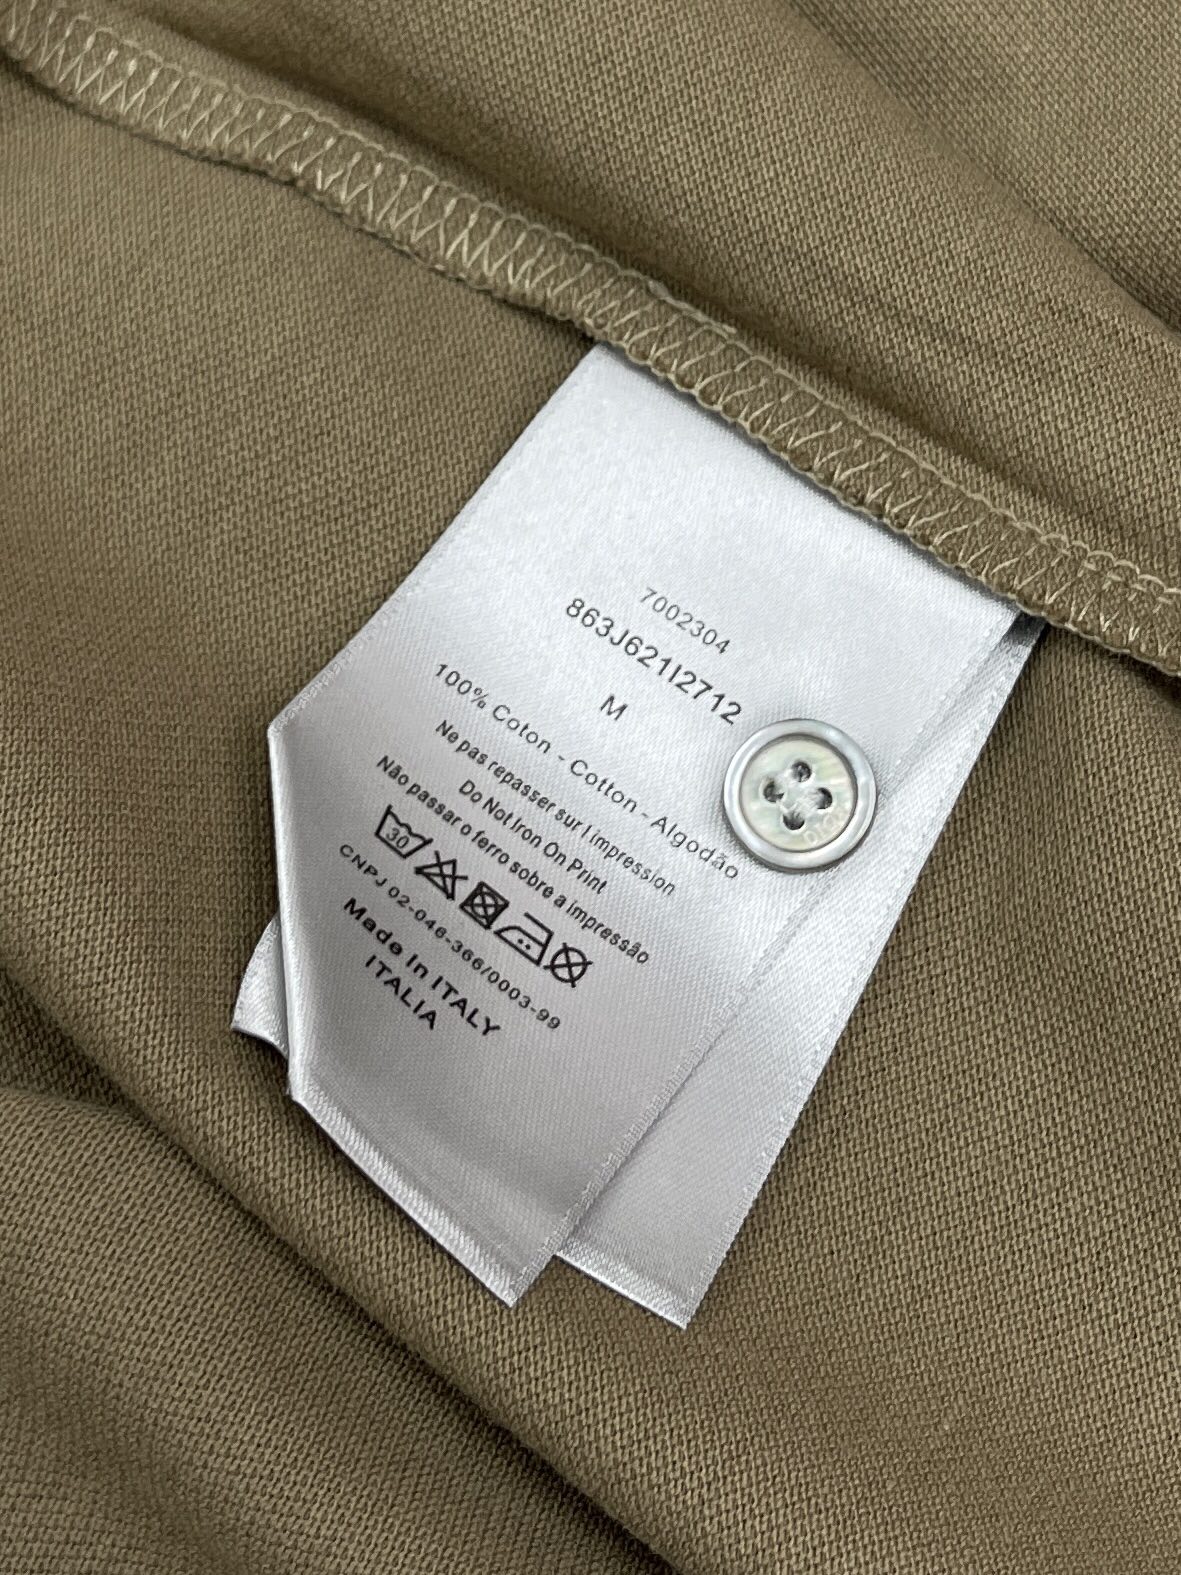 7002304
863J621I2712
M
100% Coton - Cotton - Algodão
Ne pas repasser sur l impression
Do Not Iron On Print
Não passar o ferro sobre a impressão
30
CNPJ 02-046-366/0003-99
Made In ITALY
ITALIA